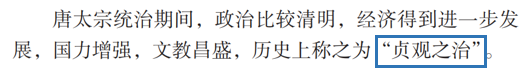 唐太宗统治期间，政治比较清明，经济得到进一步发
展，国力增强，文教昌盛，历史上称之为“贞观之治”。